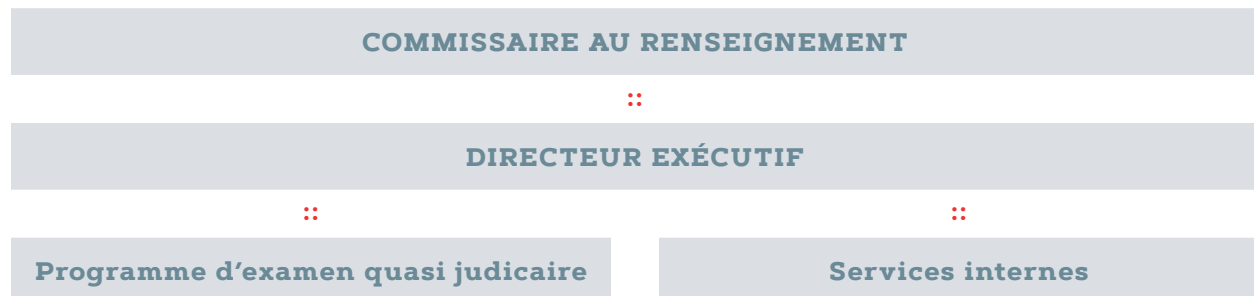 COMMISSAIRE AU RENSEIGNEMENT
::
DIRECTEUR EXÉCUTIF
:: ::
Programme d’examen quasi judicaire
Services internes